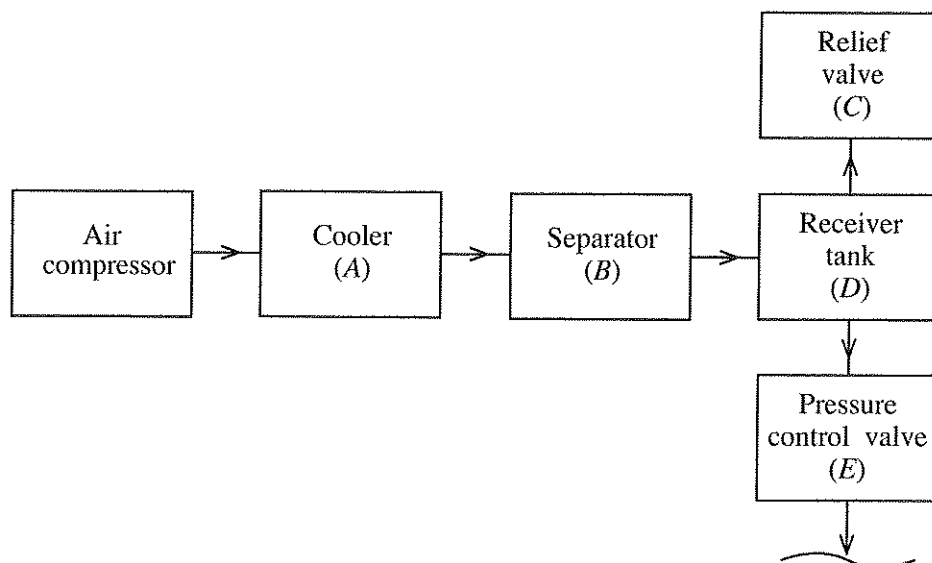 Relief
valve
(C)
Air
compressor
Cooler
(A)
Separator
(B)
Receiver
tank
(D)
Pressure
control valve
(E)